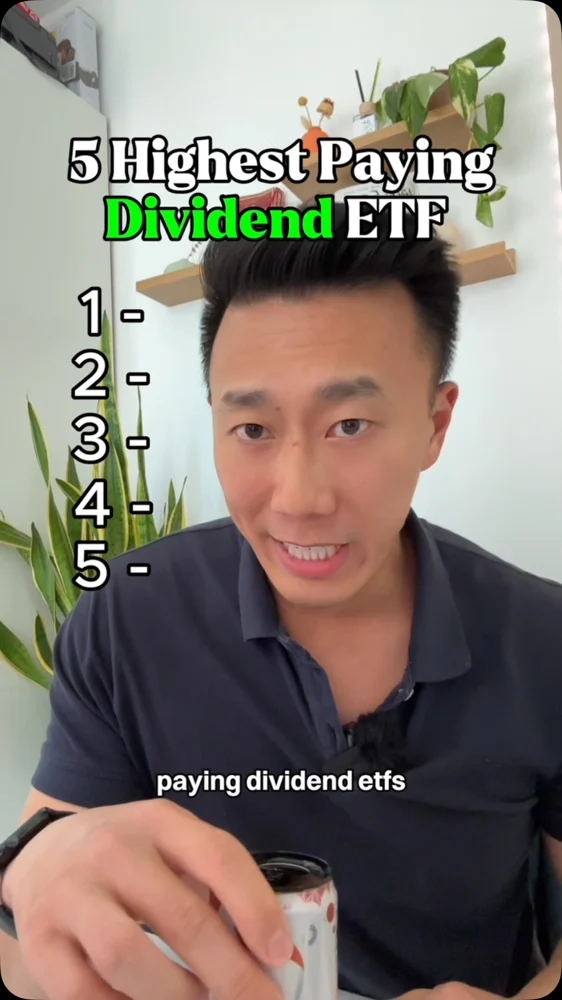 5 Highest Paying
Dividend ETF
1 -
2 -
3 -
4 -
5 -
paying dividend etfs